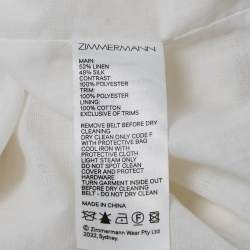 ZIMMERMANN
MAIN:
52% LINEN
48% SILK
CONTRAST:
100% POLYESTER
TRIM:
100% POLYESTER
LINING:
100% COTTON
EXCLUSIVE OF TRIMS
REMOVE BELT BEFORE DRY
CLEANING
DRY CLEAN ONLY CODE F
WITH PROTECTIVE BAG
COOL IRON WITH
PROTECTIVE CLOTH
LIGHT STEAM ONLY
DO NOT SPOT CLEAN
COVER AND PROTECT
HARDWARE
TURN GARMENT INSIDE OUT
BEFORE DRY CLEANING
BELT - DO NOT DRY CLEAN
MADE IN CHINA
©Zimmermann Wear Pty Ltd
2022, Sydney.